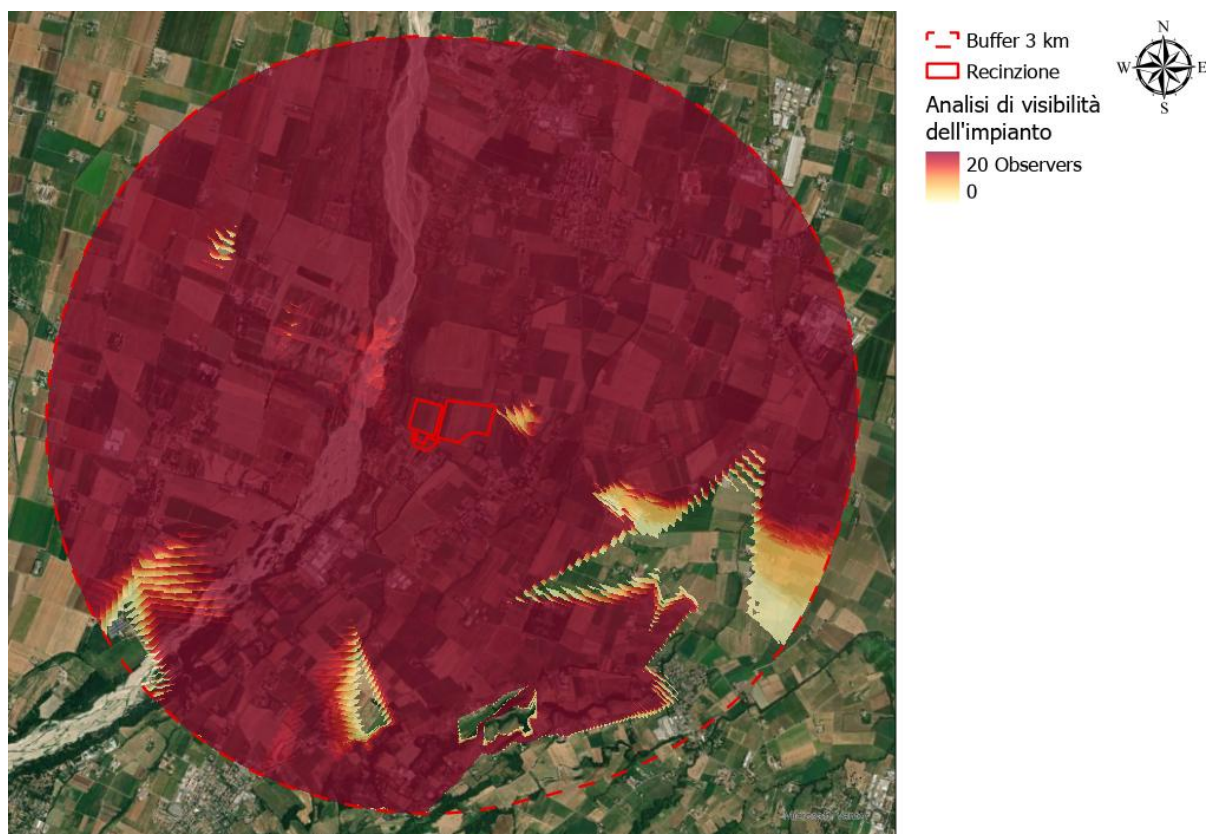 Buffer 3 km
Recinzione
Analisi di visibilità
dell'impianto
20 Observers
0
N
W
E
S